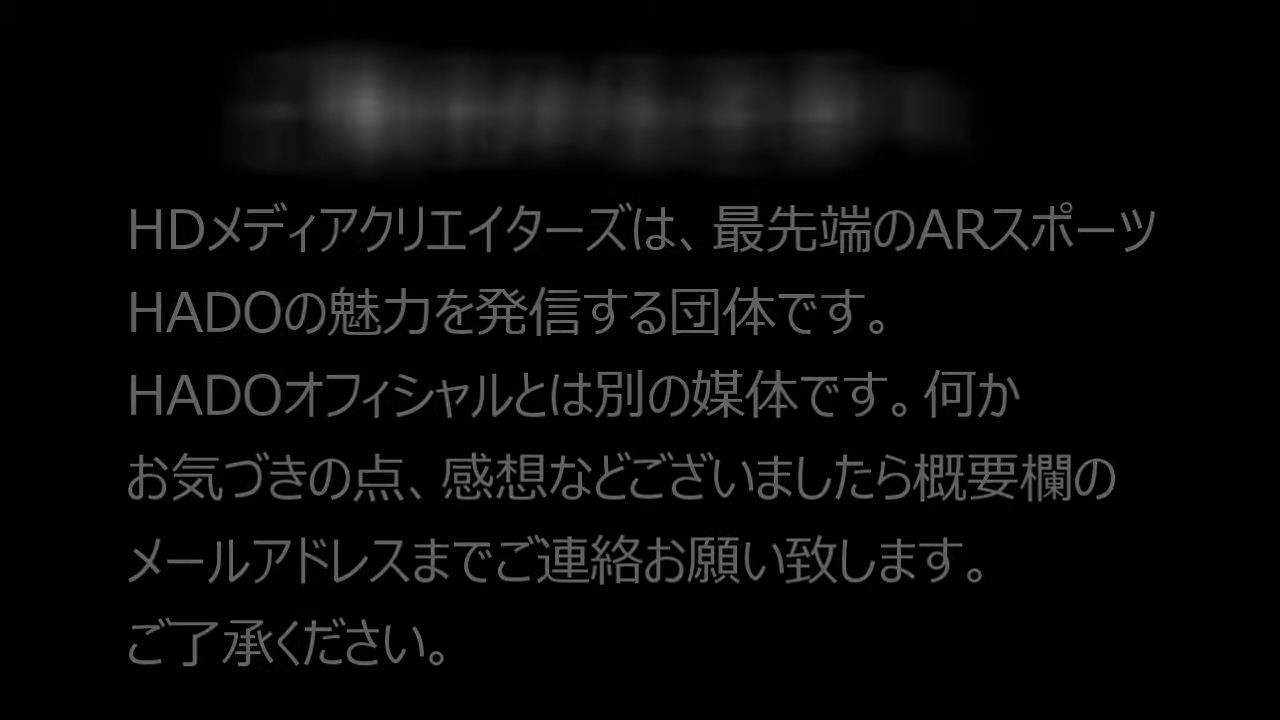 HDメディアクリエイターズは、最先端のARスポーツ
HADOの魅力を発信する団体です。
HADOオフィシャルとは別の媒体です。何か
お気づきの点、感想などございましたら概要欄の
メールアドレスまでご連絡お願い致します。
ご了承ください。